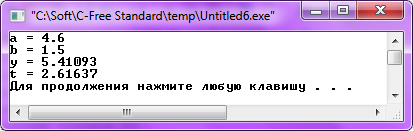 "C:\Soft\C-Free Standard\temp\Untitled6.exe"
a = 4.6
b = 1.5
y = 5.41093
t = 2.61637
Для продолжения нажмите любую клавишу . . .